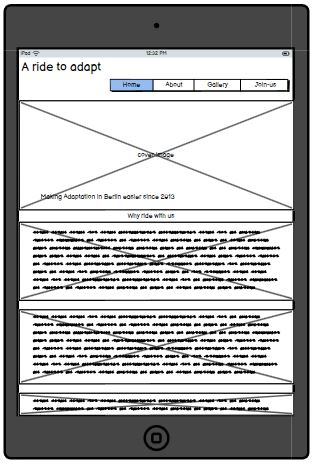 iPad 12:32 PM
A ride to adapt
Home About Gallery Join-us
cover image
Making Adaptation in Berlin easier since 2013
Why ride with us